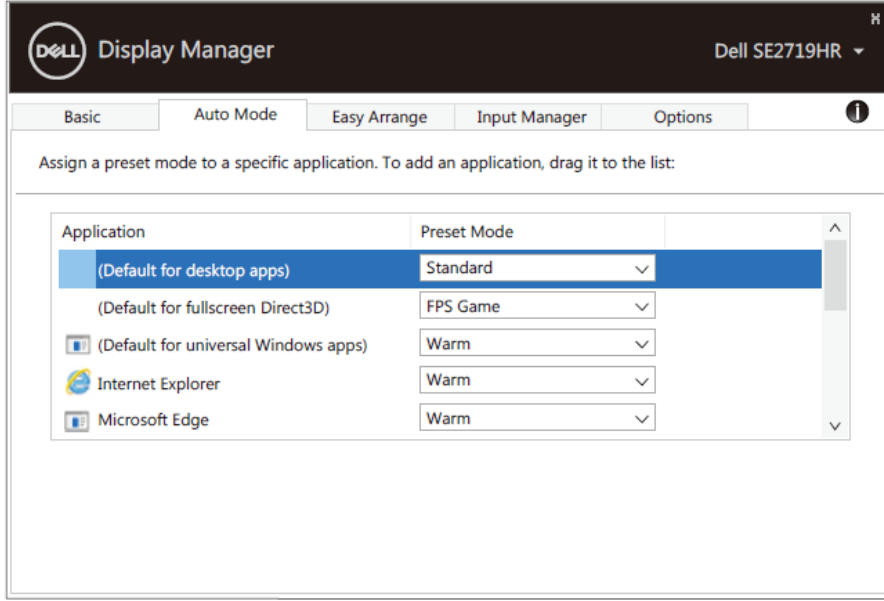 DELL Display Manager
Dell SE2719HR
Basic Auto Mode Easy Arrange Input Manager Options
Assign a preset mode to a specific application. To add an application, drag it to the list:
Application Preset Mode
(Default for desktop apps) Standard
(Default for fullscreen Direct3D) FPS Game
(Default for universal Windows apps) Warm
Internet Explorer Warm
Microsoft Edge Warm